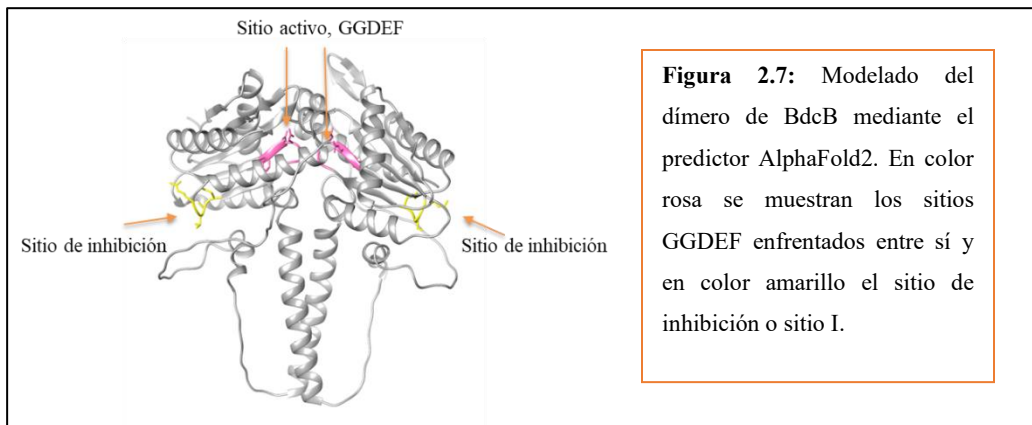 Sitio activo, GGDEF
Sitio de inhibición
Sitio de inhibición
Figura 2.7: Modelado del
dímero de BdcB mediante el
predictor AlphaFold2. En color
rosa se muestran los sitios
GGDEF enfrentados entre sí y
en color amarillo el sitio de
inhibición o sitio I.